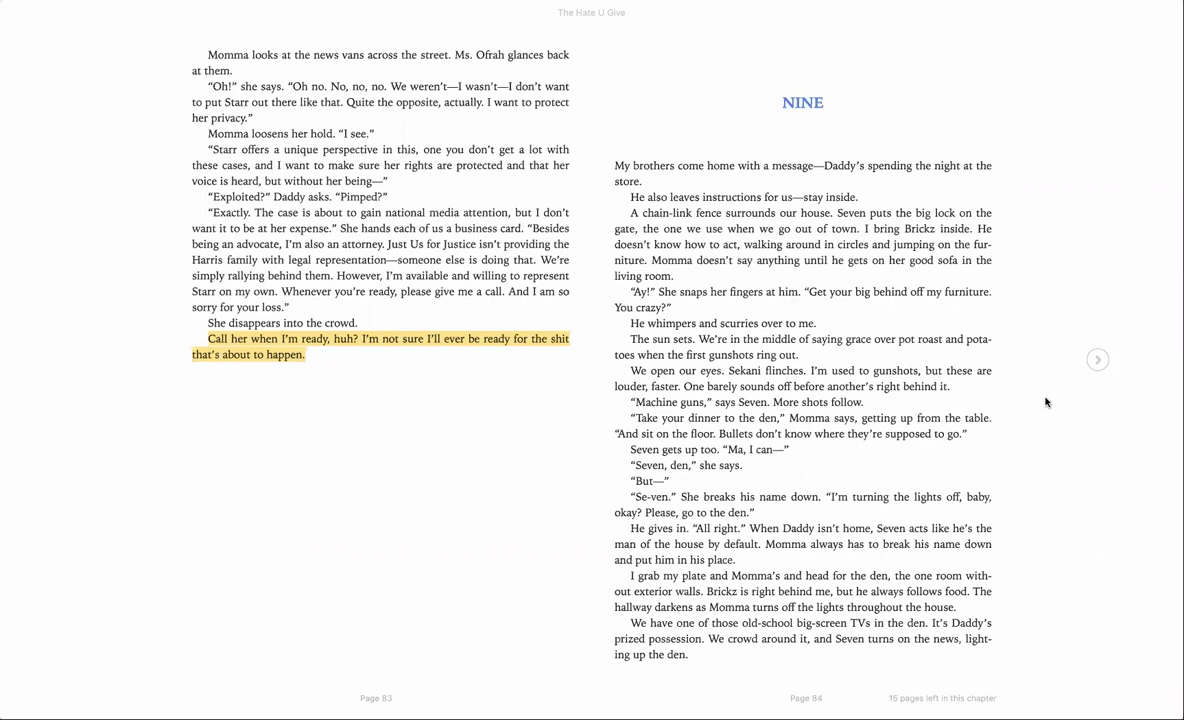 The Hate U Give
Momma looks at the news vans across the street. Ms. Ofrah glances back
at them.
“Oh!” she says. “Oh no. No, no, no. We weren’t—I wasn’t—I don’t want
to put Starr out there like that. Quite the opposite, actually. I want to protect
her privacy.”
Momma loosens her hold. “I see.”
“Starr offers a unique perspective in this, one you don’t get a lot with
these cases, and I want to make sure her rights are protected and that her
voice is heard, but without her being—”
“Exploited?” Daddy asks. “Pimped?”
“Exactly. The case is about to gain national media attention, but I don’t
want it to be at her expense.” She hands each of us a business card. “Besides
being an advocate, I’m also an attorney. Just Us for Justice isn’t providing the
Harris family with legal representation—someone else is doing that. We’re
simply rallying behind them. However, I’m available and willing to represent
Starr on my own. Whenever you’re ready, please give me a call. And I am so
sorry for your loss.”
She disappears into the crowd.
Call her when I’m ready, huh? I’m not sure I’ll ever be ready for the shit
that’s about to happen.
Page 83
NINE
My brothers come home with a message—Daddy’s spending the night at the
store.
He also leaves instructions for us—stay inside.
A chain-link fence surrounds our house. Seven puts the big lock on the
gate, the one we use when we go out of town. I bring Brickz inside. He
doesn’t know how to act, walking around in circles and jumping on the fur-
niture. Momma doesn’t say anything until he gets on her good sofa in the
living room.
“Ay!” She snaps her fingers at him. “Get your big behind off my furniture.
You crazy?”
He whimpers and scurries over to me.
The sun sets. We’re in the middle of saying grace over pot roast and pota-
toes when the first gunshots ring out.
We open our eyes. Sekani flinches. I’m used to gunshots, but these are
louder, faster. One barely sounds off before another’s right behind it.
“Machine guns,” says Seven. More shots follow.
“Take your dinner to the den,” Momma says, getting up from the table.
“And sit on the floor. Bullets don’t know where they’re supposed to go.”
Seven gets up too. “Ma, I can—”
“Seven, den,” she says.
“But—”
“Se-ven.” She breaks his name down. “I’m turning the lights off, baby,
okay? Please, go to the den.”
He gives in. “All right.” When Daddy isn’t home, Seven acts like he’s the
man of the house by default. Momma always has to break his name down
and put him in his place.
I grab my plate and Momma’s and head for the den, the one room with-
out exterior walls. Brickz is right behind me, but he always follows food. The
hallway darkens as Momma turns off the lights throughout the house.
We have one of those old-school big-screen TVs in the den. It’s Daddy’s
prized possession. We crowd around it, and Seven turns on the news, light-
ing up the den.
Page 84
15 pages left in this chapter